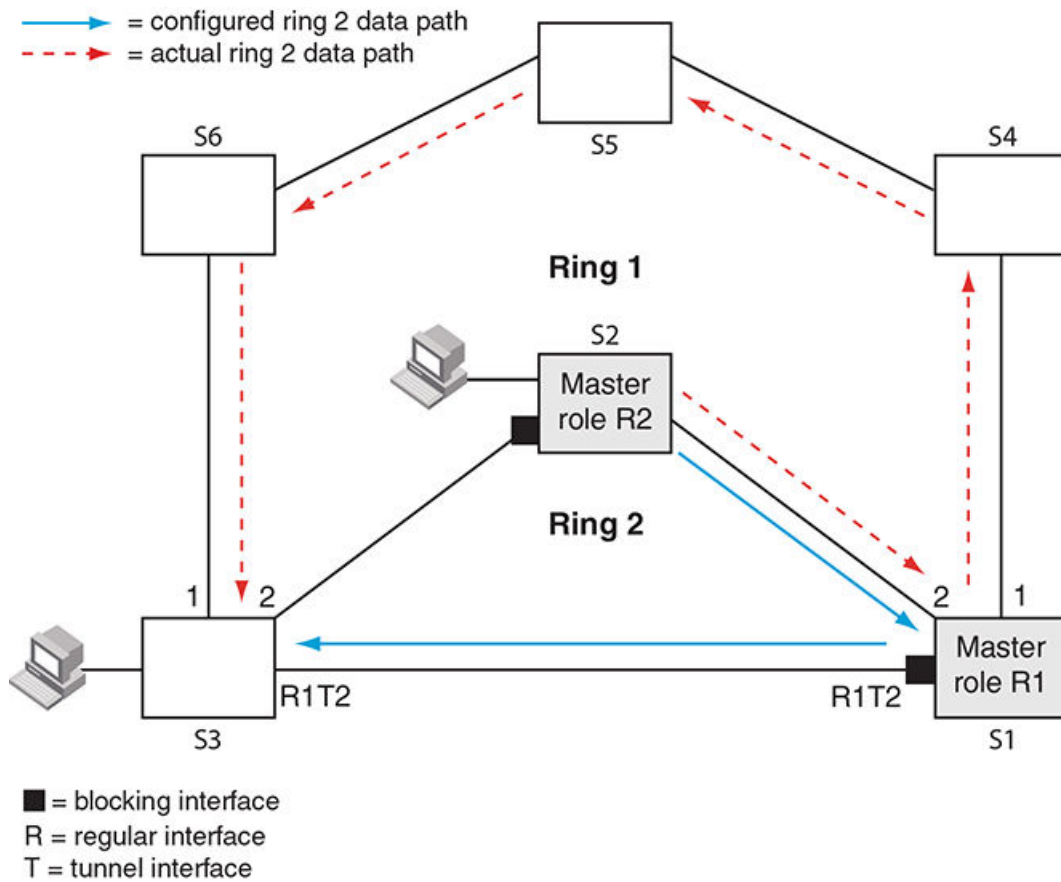 = configured ring 2 data path
= actual ring 2 data path
S6
S5
S4
Ring 1
S2
Master
role R2
Ring 2
1 2
2 1
Master
role R1
R1T2
R1T2
S3
S1
= blocking interface
R = regular interface
T = tunnel interface